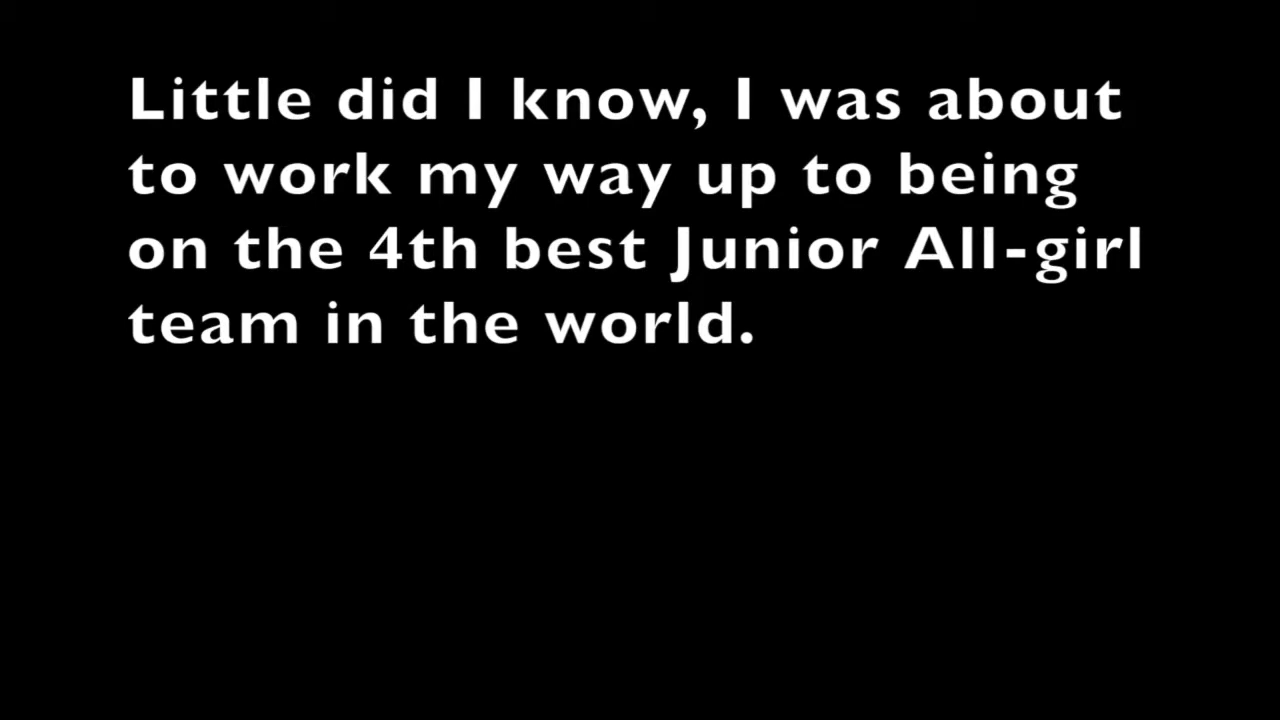 Little did I know, I was about
to work my way up to being
on the 4th best Junior All-girl
team in the world.